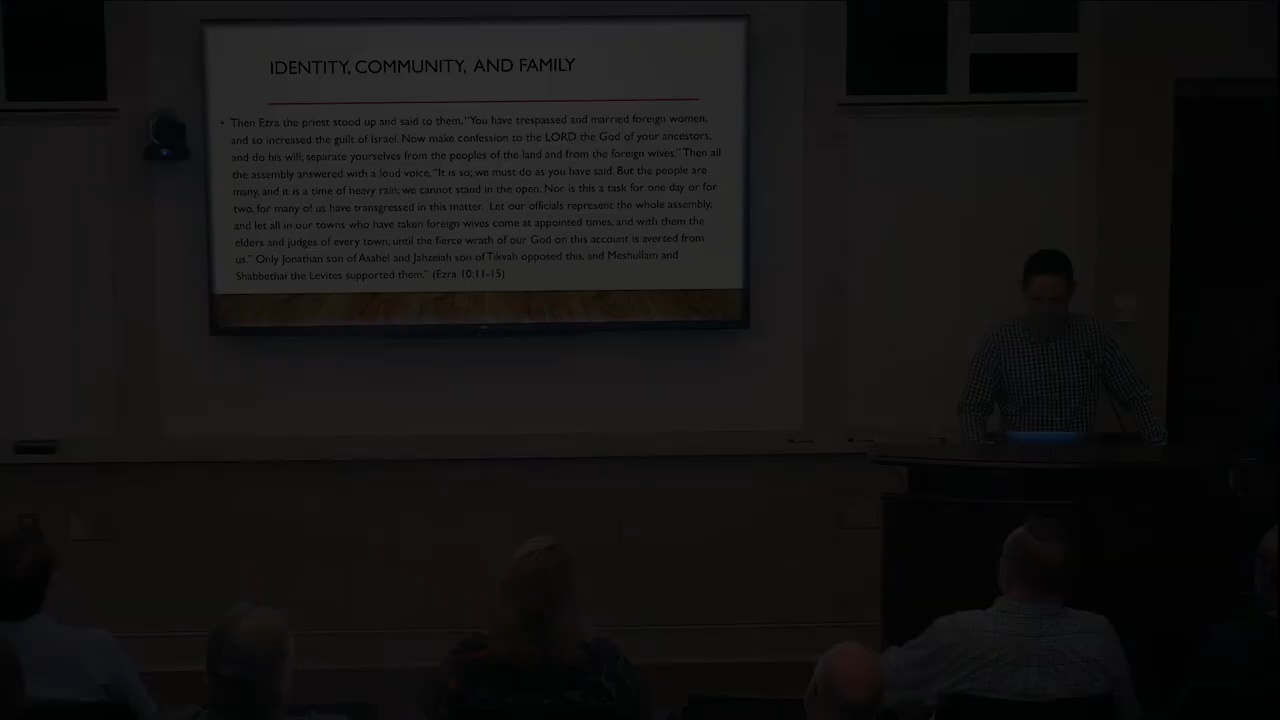 IDENTITY, COMMUNITY, AND FAMILY
• Then Ezra the priest stood up and said to them, "You have trespassed and married foreign women,
and so increased the guilt of Israel. Now make confession to the LORD the God of your ancestors,
and do his will; separate yourselves from the peoples of the land and from the foreign wives." Then all
the assembly answered with a loud voice, "It is so; we must do as you have said. But the people are
many, and it is a time of heavy rain; we cannot stand in the open. Nor is this a task for one day or for
two, for many of us have transgressed in this matter. Let our officials represent the whole assembly,
and let all in our towns who have taken foreign wives come at appointed times, and with them the
elders and judges of every town, until the fierce wrath of our God on this account is averted from
us." Only Jonathan son of Asahel and Jahzeiah son of Tikvah opposed this, and Meshullam and
Shabbethai the Levites supported them." (Ezra 10:11-15)